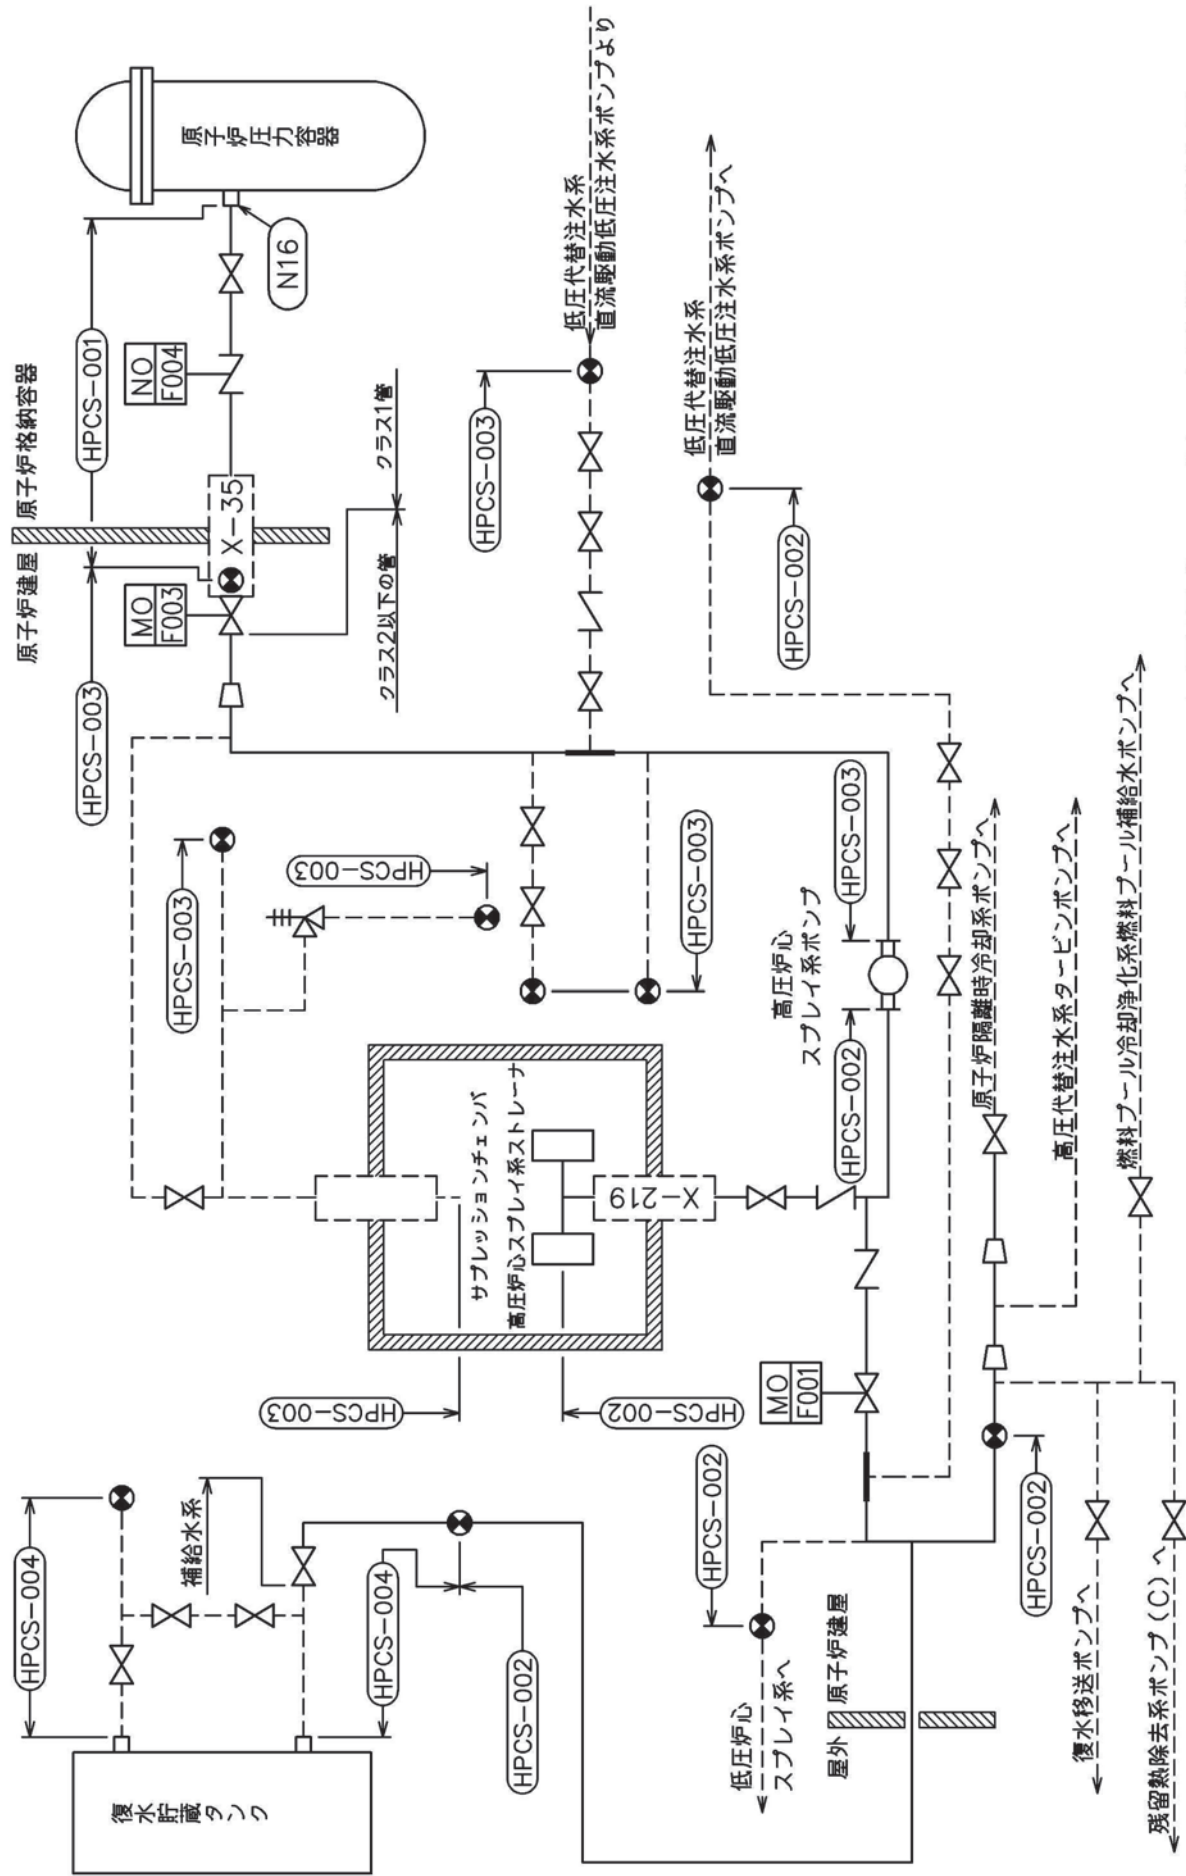 原子炉圧力容器
N16
HPCS-001
NO
F004
原子炉格納容器
原子炉建屋
X-35
MO
F003
HPCS-003
クラス1管
クラス2以下の管
低圧代替注水系
直流駆動低圧注水系ポンプより
HPCS-003
低圧代替注水系
直流駆動低圧注水系ポンプへ
HPCS-002
HPCS-003
HPCS-003
HPCS-003
HPCS-003
高圧炉心
スプレイ系ポンプ
HPCS-002
原子炉隔離時冷却系ポンプへ
高圧代替注水系タービンポンプへ
燃料プール冷却浄化系燃料プール補給水ポンプへ
サプレッションチェンバ
高圧炉心スプレイ系ストレーナ
X-219
HPCS-003
HPCS-002
MO
F001
HPCS-002
HPCS-002
HPCS-004
補給水系
HPCS-004
HPCS-002
復水貯蔵タンク
低圧炉心
スプレイ系へ
原子炉建屋
屋外
復水移送ポンプへ
残留熱除去系ポンプ(C)へ